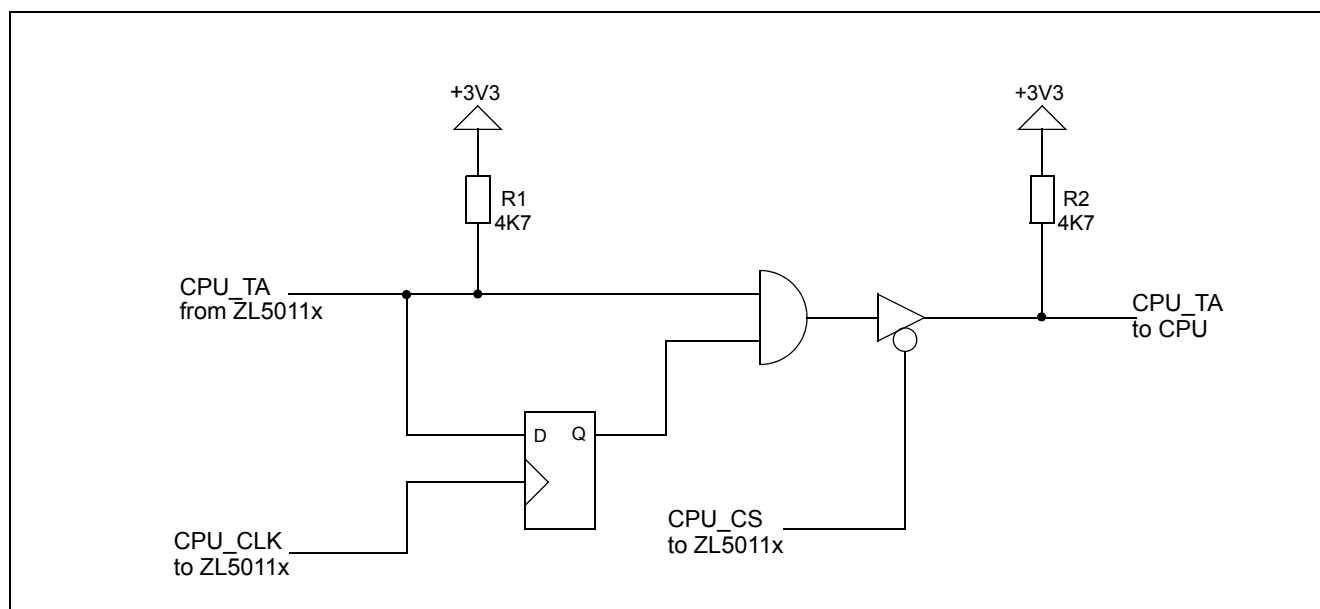 +3V3
+3V3
R1
4K7
R2
4K7
CPU_TA
from ZL5011x
CPU_TA
to CPU
D
Q
CPU_CS
to ZL5011x
CPU_CLK
to ZL5011x